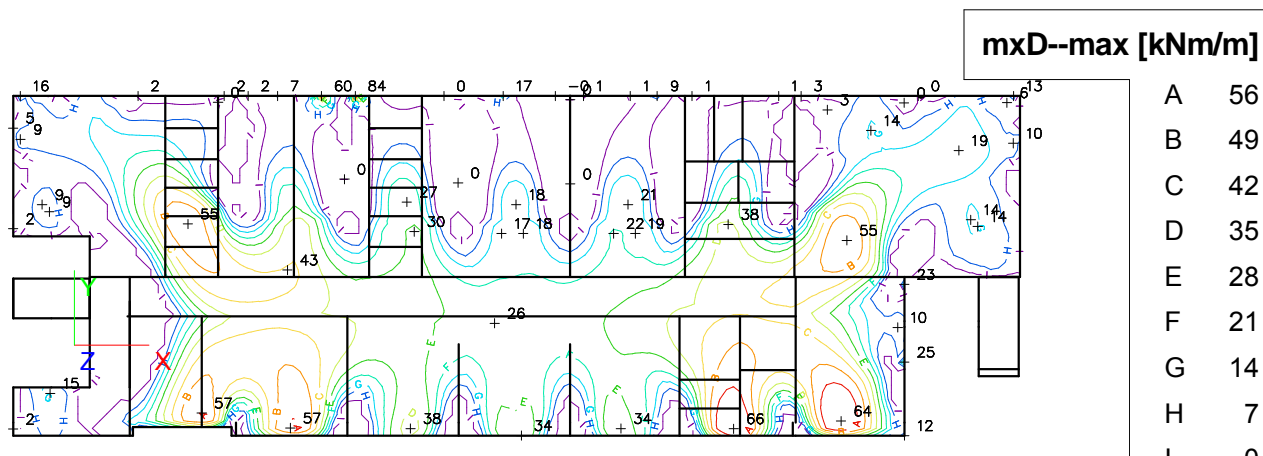 mxD--max [kNm/m]
A 56
B 49
C 42
D 35
E 28
F 21
G 14
H 7
I 0
16 2 2 2 7 60 84 0 17 -0 1 1 9 1 1 3 0 0 13
5 9 3 14 10
19
0 0 0
9 9 27 18 21 14 14
2 55 30 17 18 22 19 38 55
43 23
26 10
25
15
2 57 57 38 34 34 66 64 12
Y
Z X